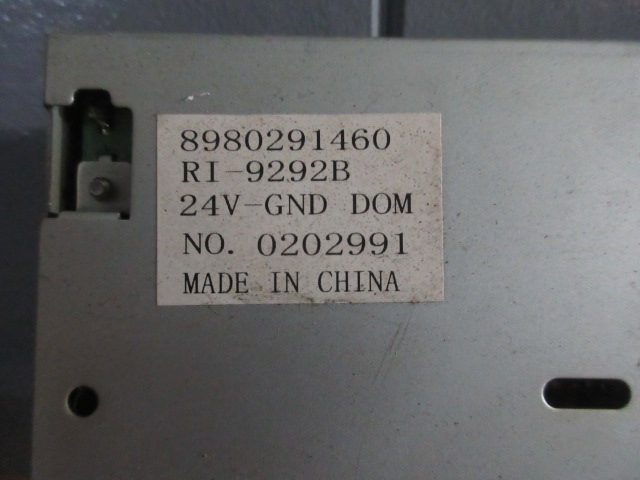 8980291460
RI-9292B
24V-GND DOM
NO. 0202991
MADE IN CHINA